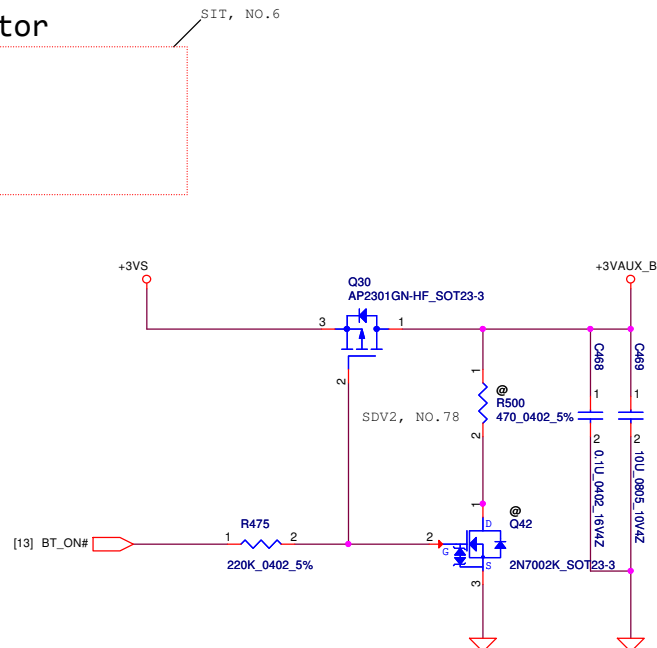 SIT, NO.6
tor
+3VS
+3VAUX_B
Q30
AP2301GN-HF_SOT23-3
3
1
2
C468
C469
1
1
2
2
0.1U_0402_16V4Z
10U_0805_10V4Z
1
@
R500
470_0402_5%
2
SDV2, NO.78
1
@
Q42
D
G
S
2
3
2N7002K_SOT23-3
[13] BT_ON#
R475
1
2
220K_0402_5%